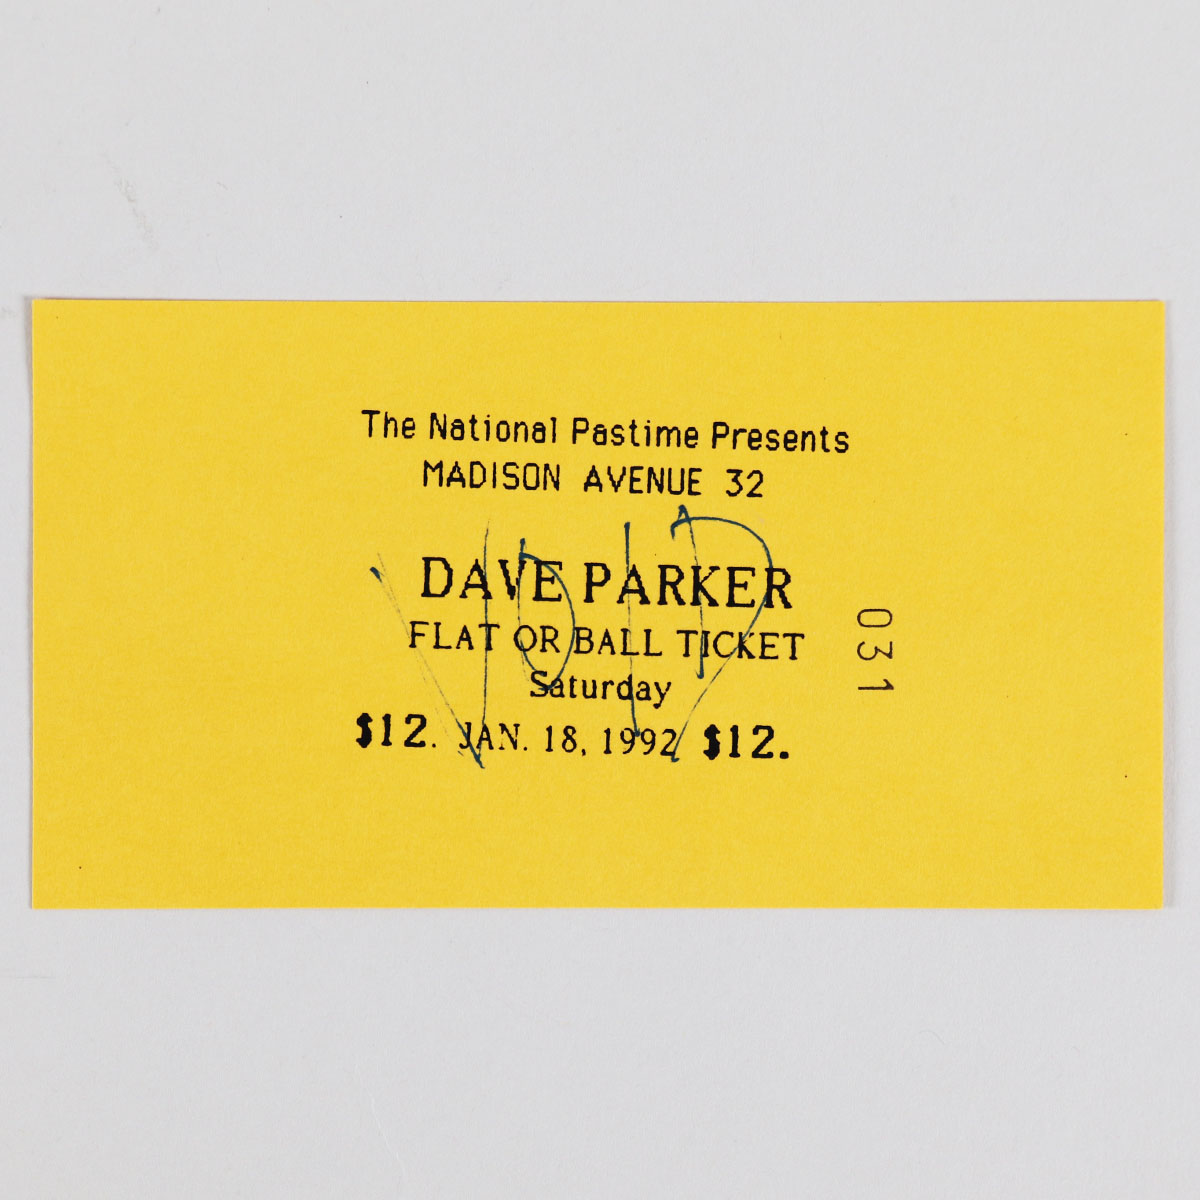 The National Pastime Presents
MADISON AVENUE 32
DAVE PARKER
FLAT OR BALL TICKET
Saturday
$12. JAN. 18, 1992 $12.
031